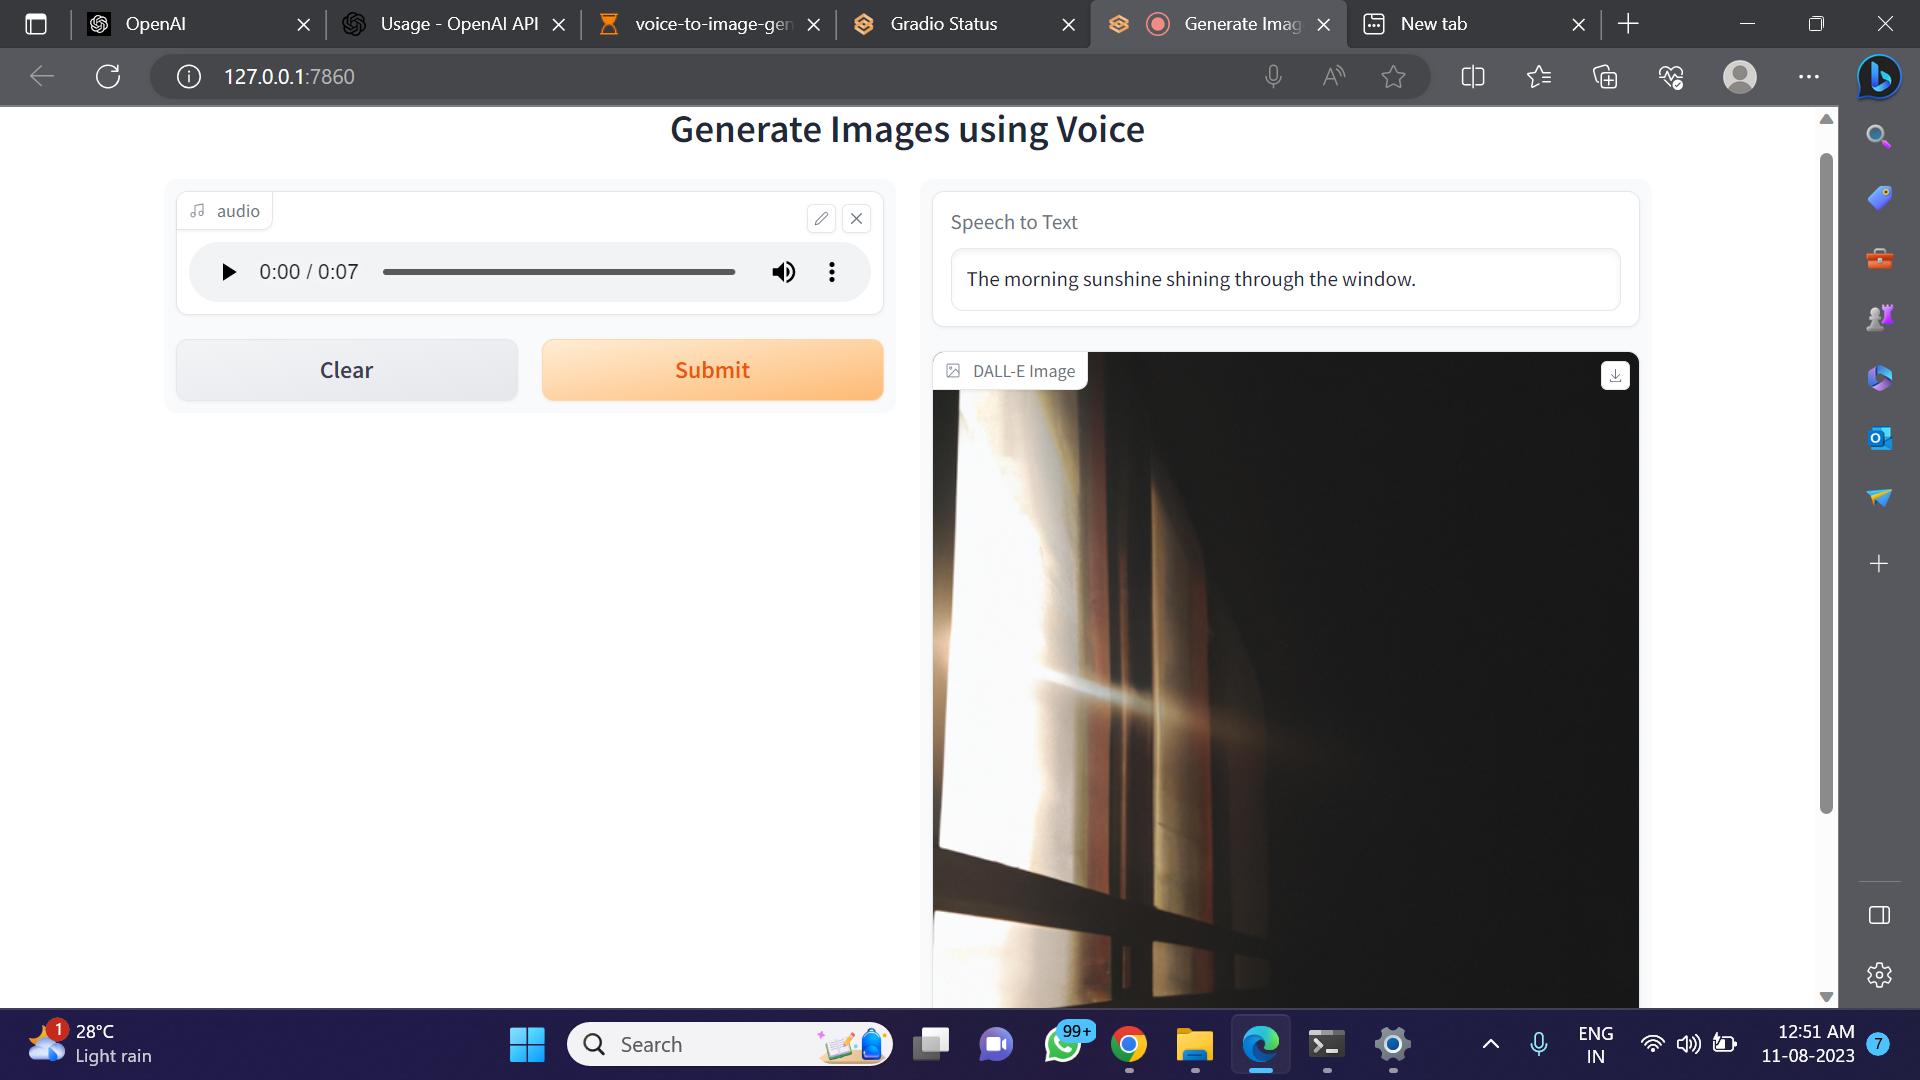 OpenAI
Usage - OpenAI API
voice-to-image-gen
Gradio Status
Generate Imag
New tab
127.0.0.1:7860
Generate Images using Voice
audio
0:00 / 0:07
Clear
Submit
Speech to Text
The morning sunshine shining through the window.
DALL-E Image
1
28°C
Light rain
Search
99+
ENG
IN
12:51 AM
11-08-2023
7